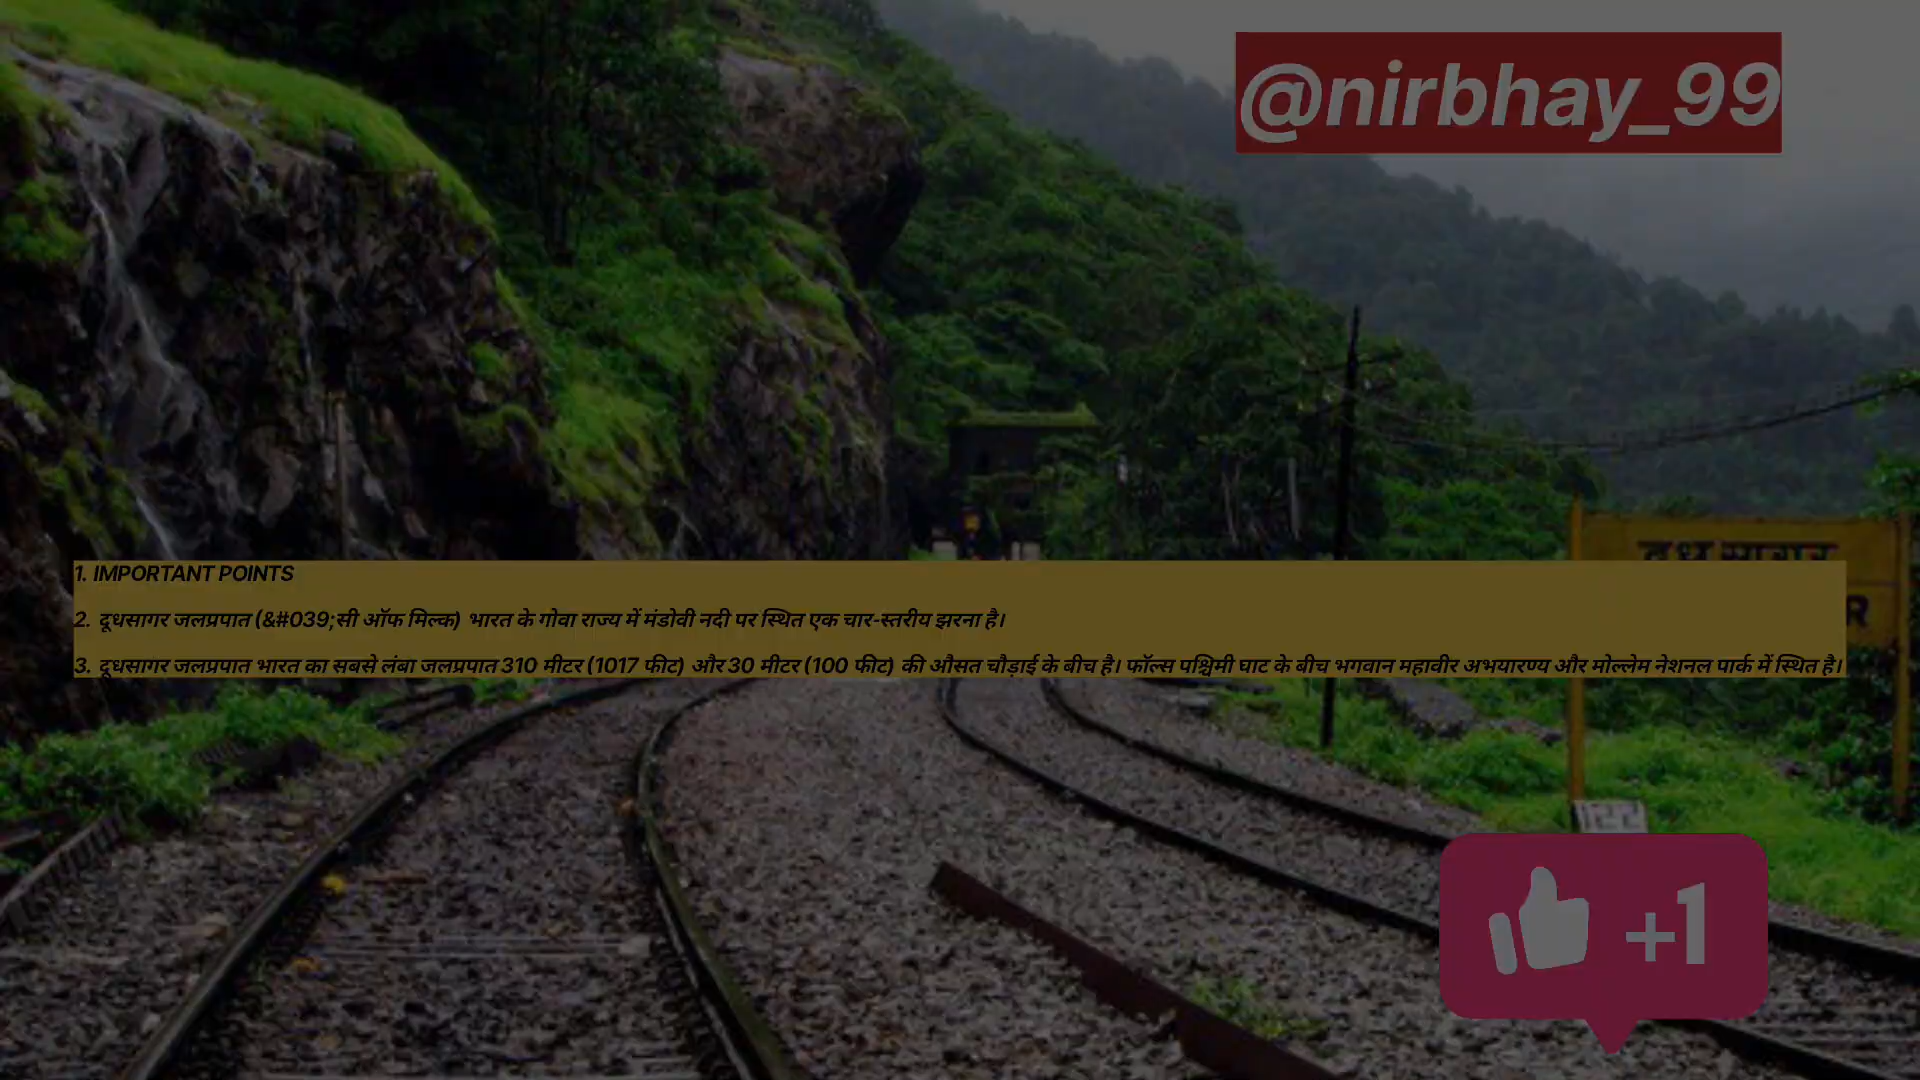 @nirbhay_99
1. IMPORTANT POINTS
2. दूधसागर जलप्रपात (&#039;सी ऑफ मिल्क) भारत के गोवा राज्य में मंडोवी नदी पर स्थित एक चार-स्तरीय झरना है।
3. दूधसागर जलप्रपात भारत का सबसे लंबा जलप्रपात 310 मीटर (1017 फीट) और 30 मीटर (100 फीट) की औसत चौड़ाई के बीच है। फॉल्स पश्चिमी घाट के बीच भगवान महावीर अभयारण्य और मोल्लेम नेशनल पार्क में स्थित है।
+1